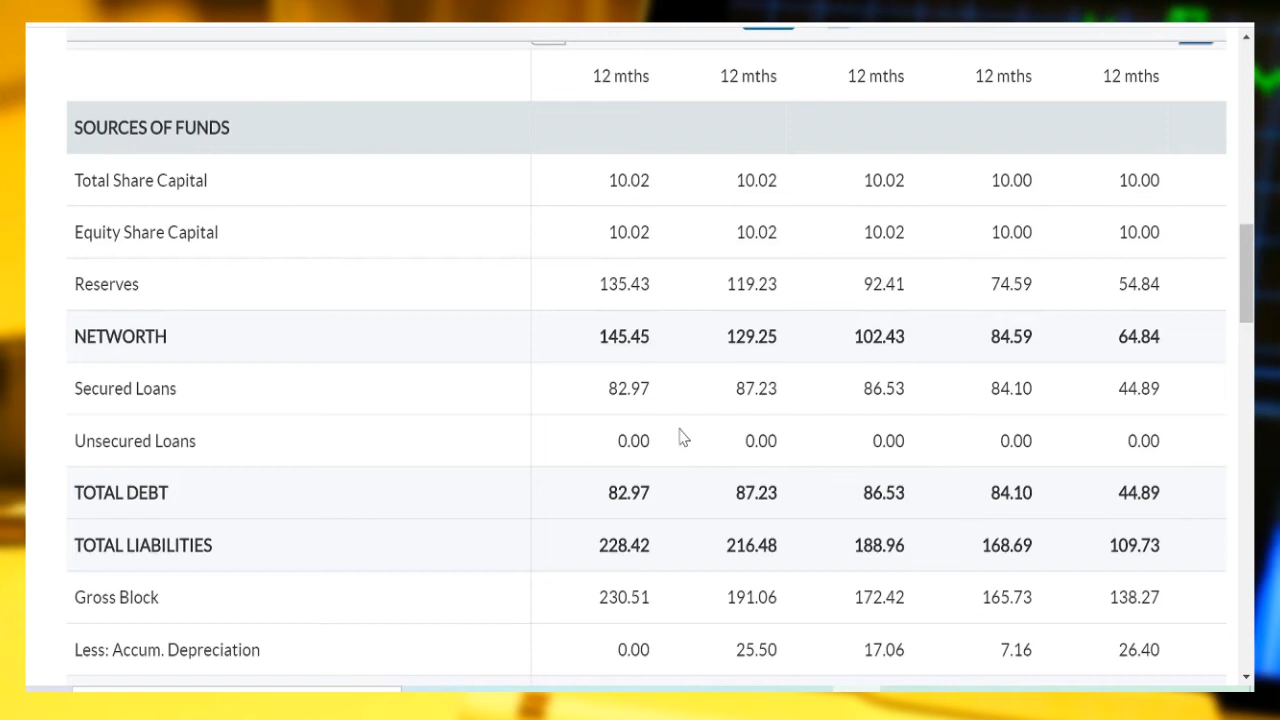 12 mths 12 mths 12 mths 12 mths 12 mths
SOURCES OF FUNDS
Total Share Capital 10.02 10.02 10.02 10.00 10.00
Equity Share Capital 10.02 10.02 10.02 10.00 10.00
Reserves 135.43 119.23 92.41 74.59 54.84
NETWORTH 145.45 129.25 102.43 84.59 64.84
Secured Loans 82.97 87.23 86.53 84.10 44.89
Unsecured Loans 0.00 0.00 0.00 0.00 0.00
TOTAL DEBT 82.97 87.23 86.53 84.10 44.89
TOTAL LIABILITIES 228.42 216.48 188.96 168.69 109.73
Gross Block 230.51 191.06 172.42 165.73 138.27
Less: Accum. Depreciation 0.00 25.50 17.06 7.16 26.40